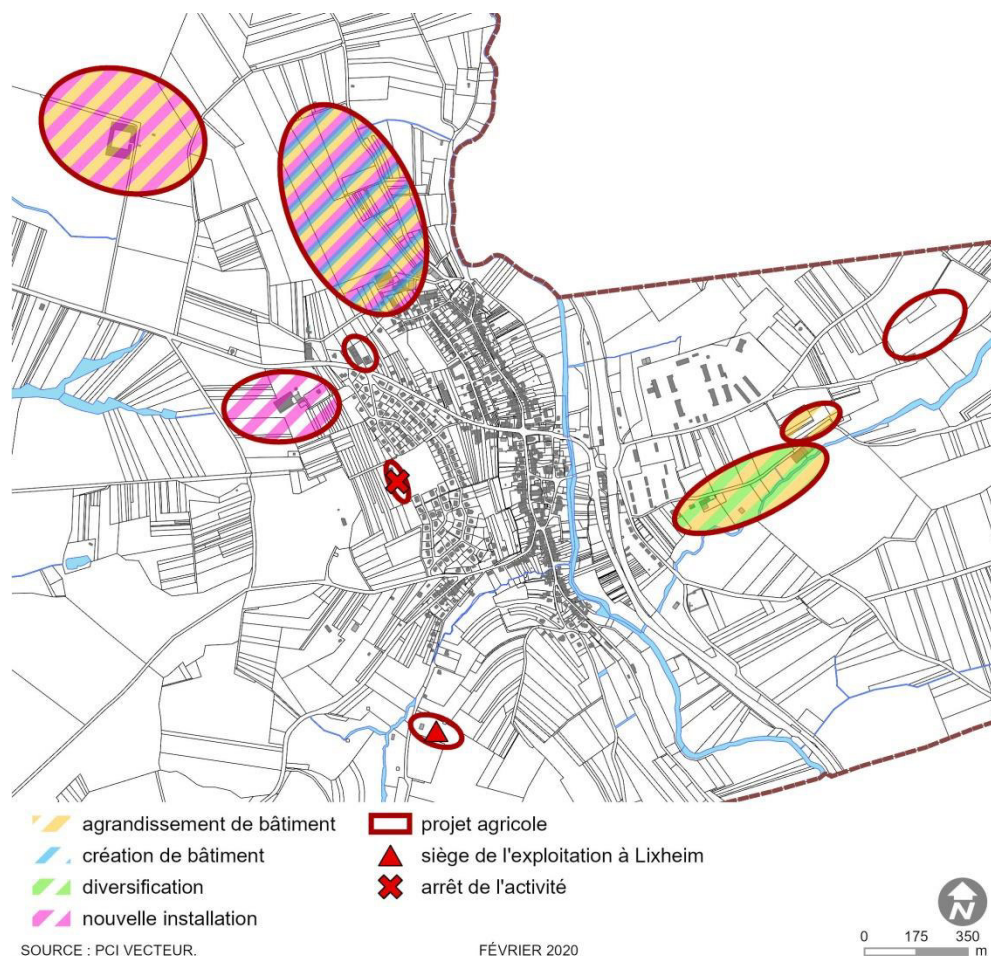 agrandissement de bâtiment
création de bâtiment
diversification
nouvelle installation
projet agricole
siège de l'exploitation à Lixheim
arrêt de l'activité
N
0 175 350
m
SOURCE : PCI VECTEUR.
FÉVRIER 2020